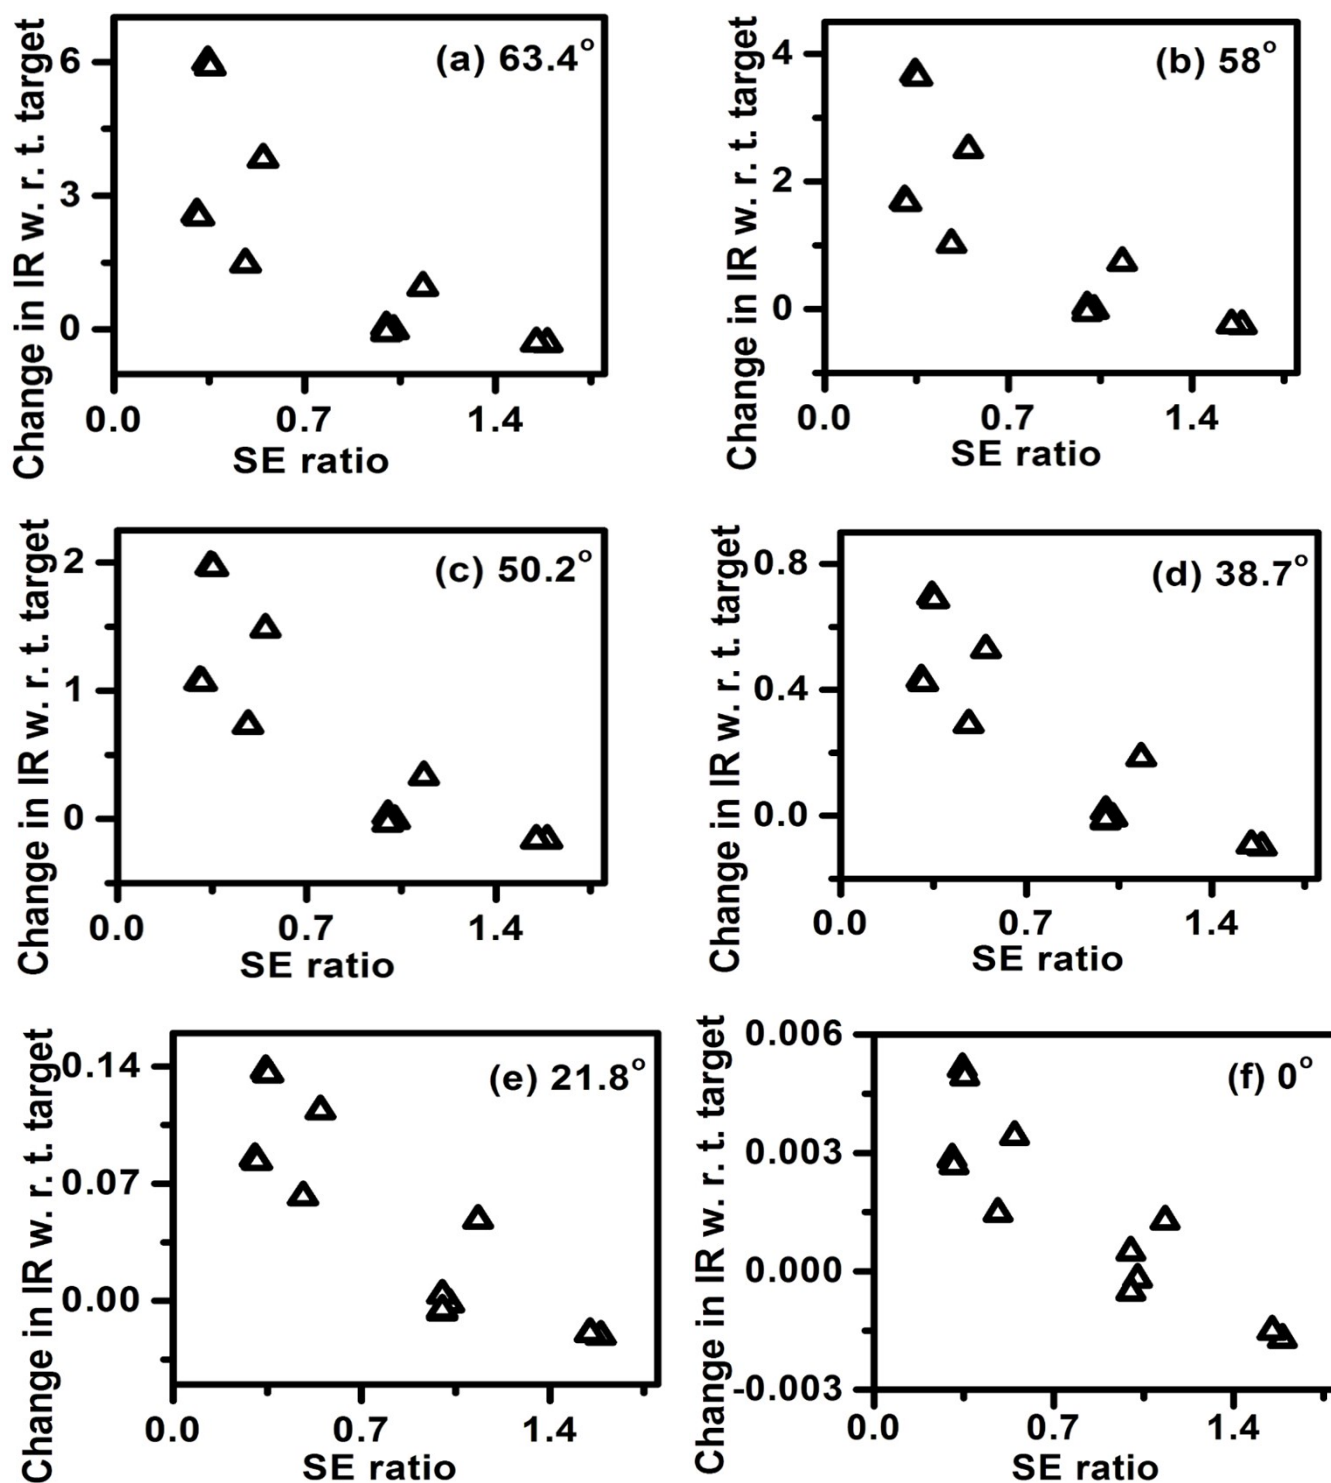 (a) 63.4°
Change in IR w. r. t. target
6
3
0
0.0 0.7 1.4
SE ratio
(b) 58°
Change in IR w. r. t. target
4
2
0
0.0 0.7 1.4
SE ratio
(c) 50.2°
Change in IR w. r. t. target
2
1
0
0.0 0.7 1.4
SE ratio
(d) 38.7°
Change in IR w. r. t. target
0.8
0.4
0.0
0.0 0.7 1.4
SE ratio
(e) 21.8°
Change in IR w. r. t. target
0.14
0.07
0.00
0.0 0.7 1.4
SE ratio
(f) 0°
Change in IR w. r. t. target
0.006
0.003
0.000
-0.003
0.0 0.7 1.4
SE ratio